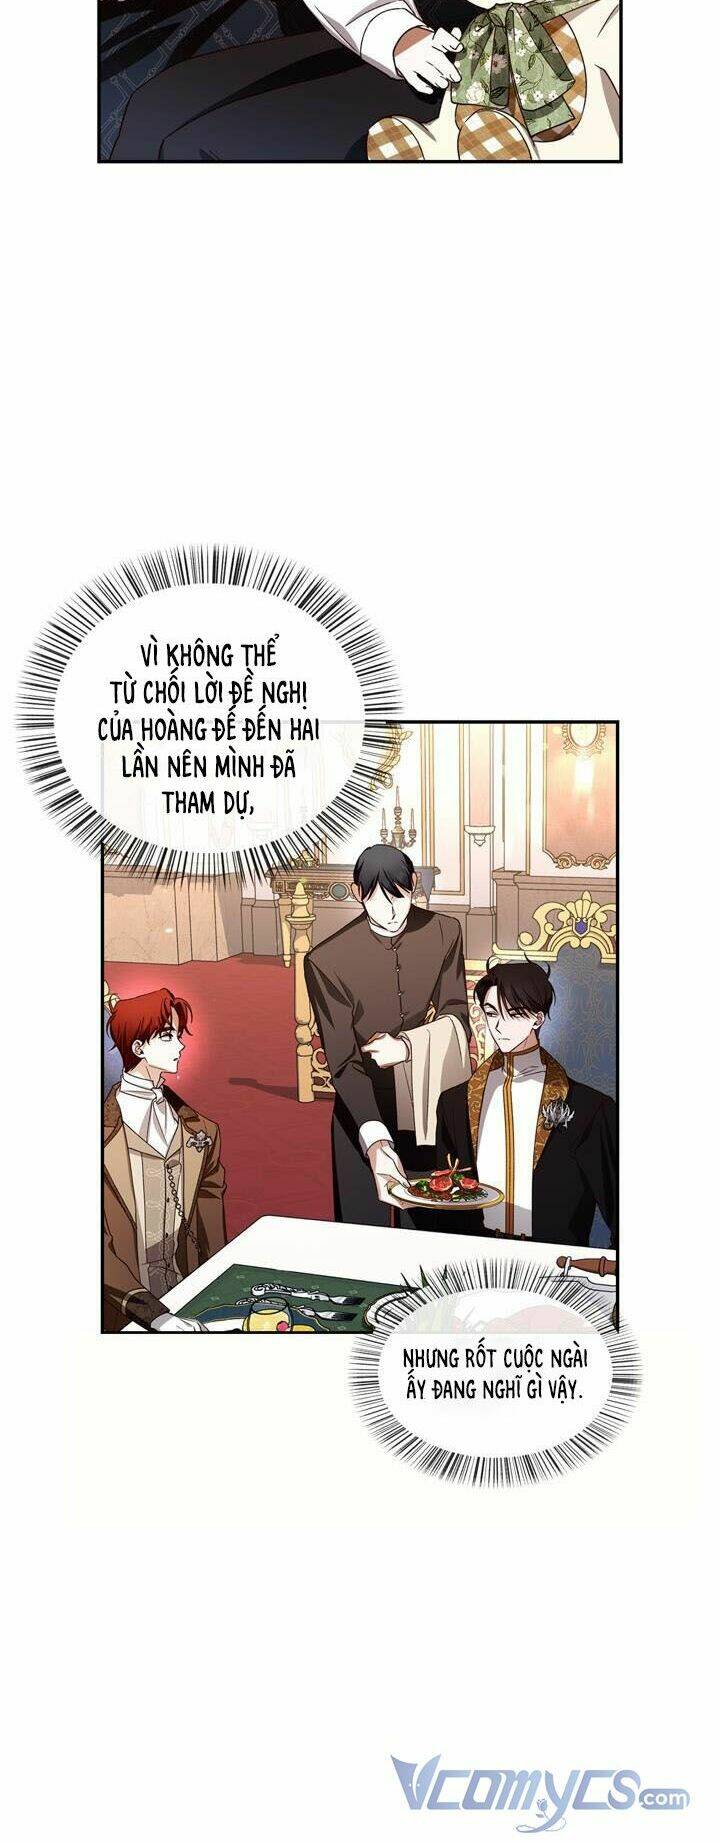 VÌ KHÔNG THỂ
TỪ CHỐI LỜI ĐỀ NGHỊ
CỦA HOÀNG ĐẾ ĐẾN HAI
LẦN NÊN MÌNH ĐÃ
THAM DỰ,
NHƯNG RỐT CUỘC NGÀI
ẤY ĐANG NGHĨ GÌ VẬY.
VCOMYCS.com